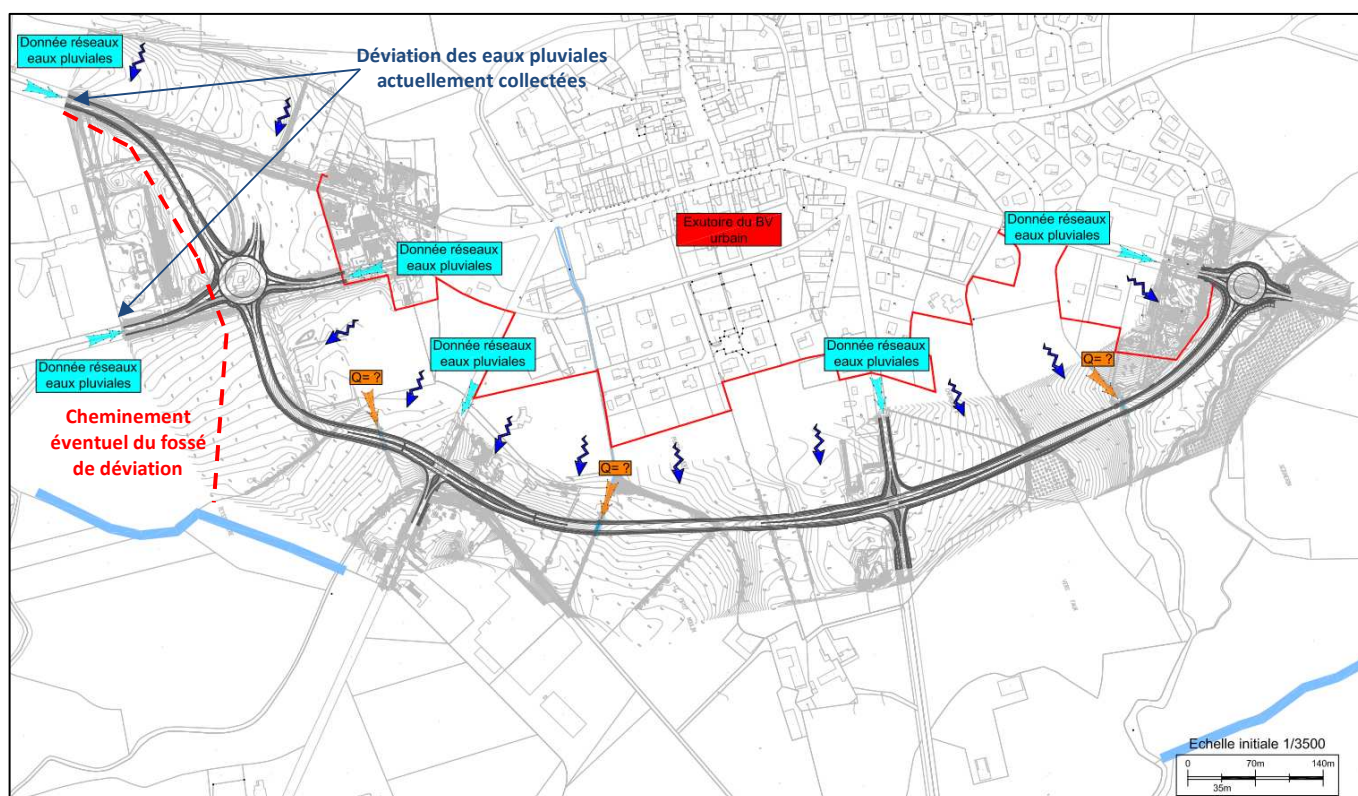 Donnée réseaux
eaux pluviales
Déviation des eaux pluviales
actuellement collectées
Exutoire du BV
urbain
Donnée réseaux
eaux pluviales
Donnée réseaux
eaux pluviales
Donnée réseaux
eaux pluviales
Donnée réseaux
eaux pluviales
Donnée réseaux
eaux pluviales
Q= ?
Q= ?
Q= ?
Cheminement
éventuel du fossé
de déviation
Echelle initiale 1/3500
0
70m
140m
35m